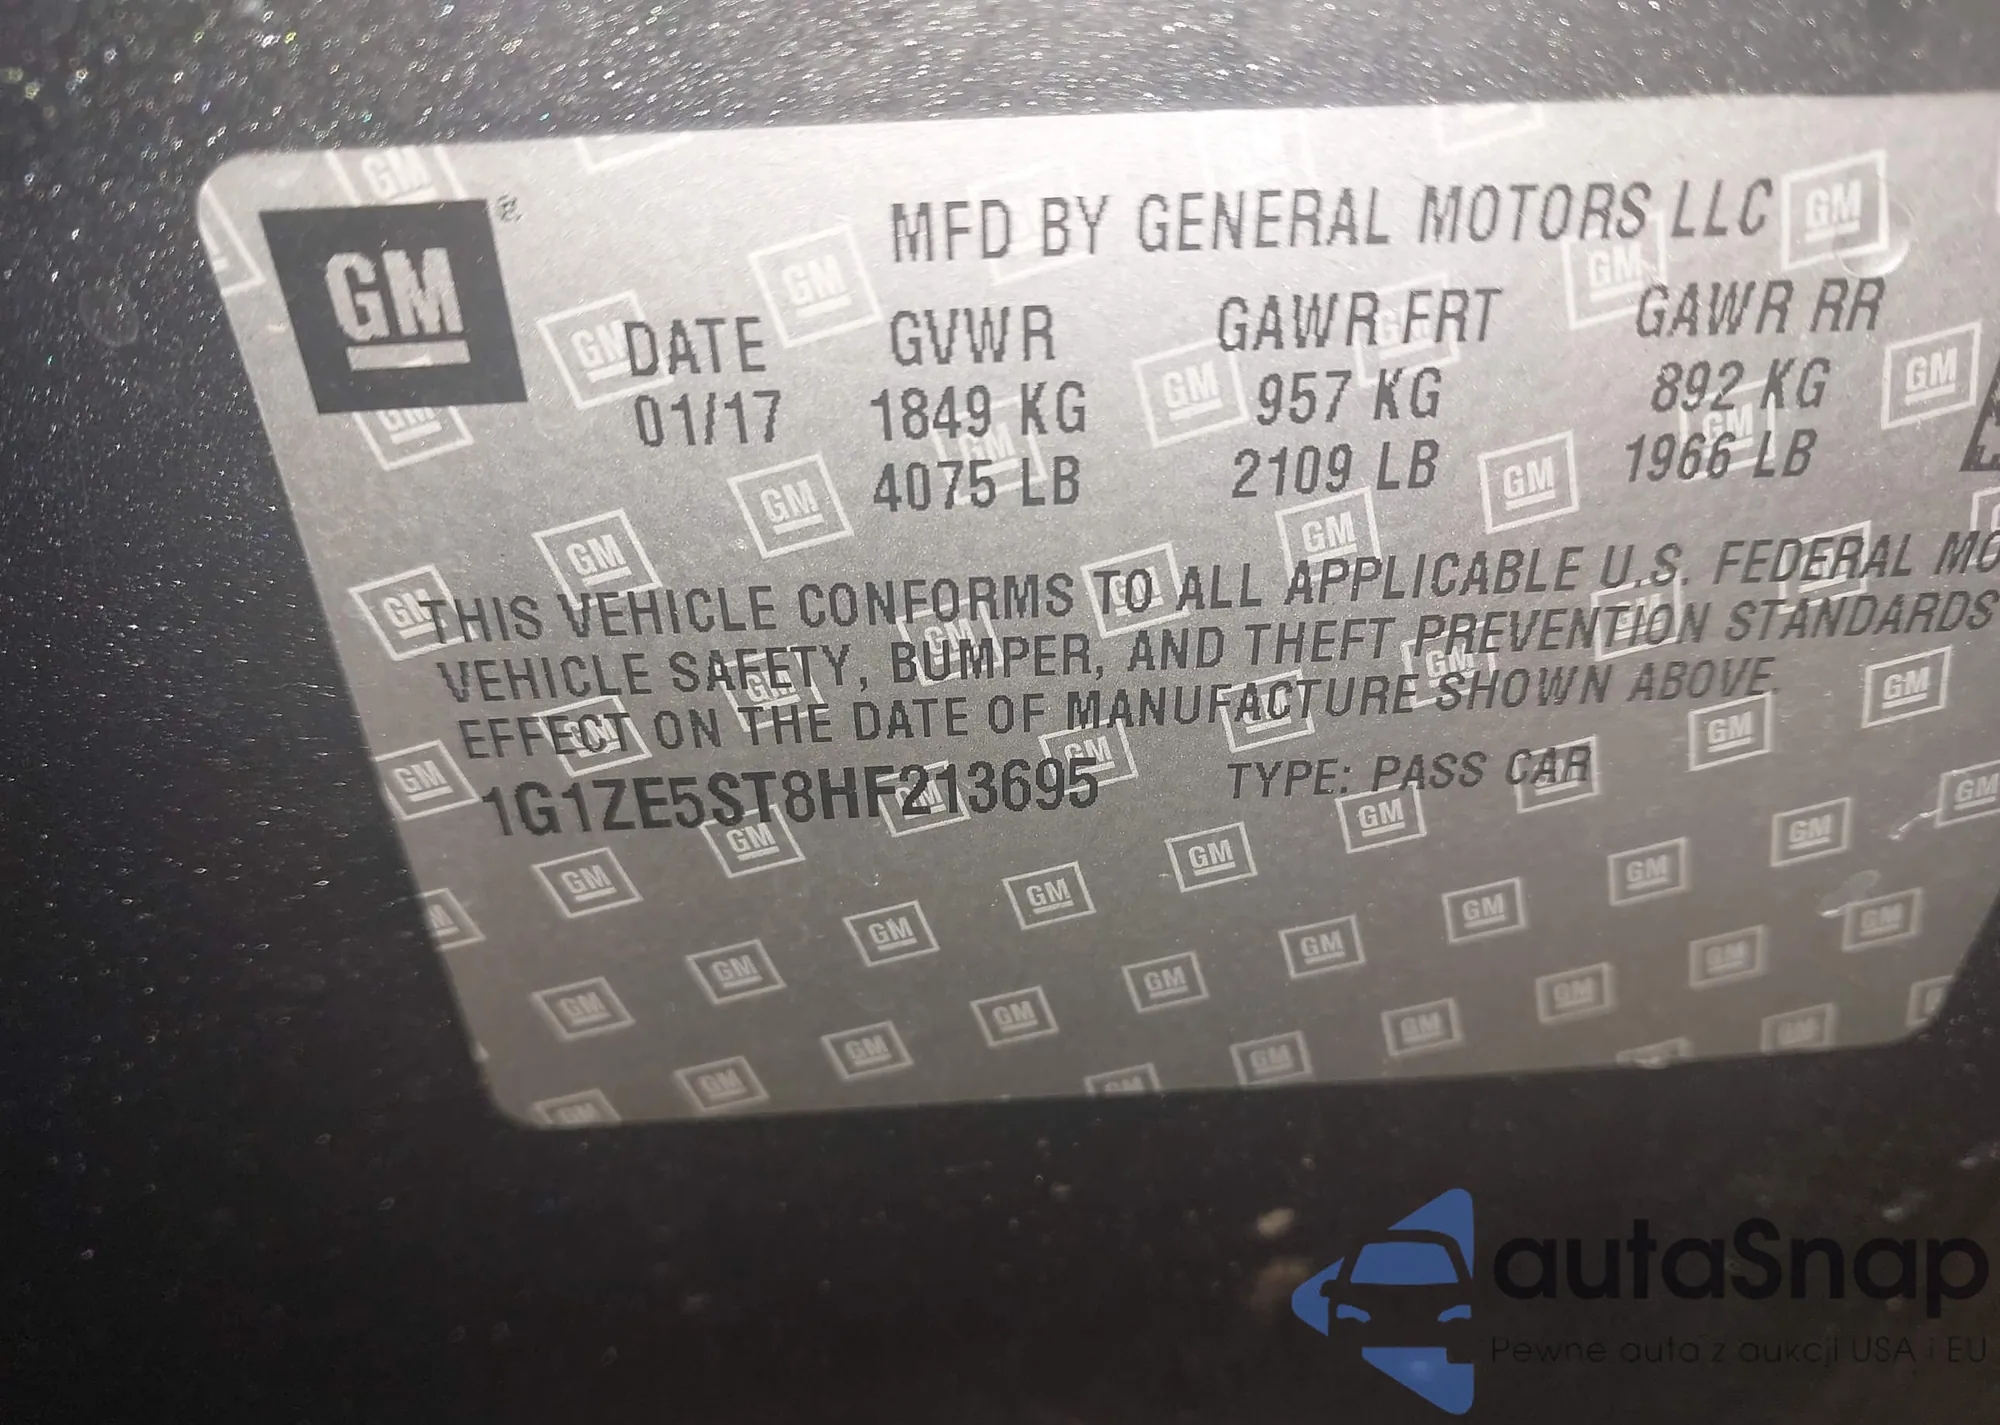 GM
MFD BY GENERAL MOTORS LLC
DATE GVWR GAWR FRT GAWR RR
01/17 1849 KG 957 KG 892 KG
4075 LB 2109 LB 1966 LB
THIS VEHICLE CONFORMS TO ALL APPLICABLE U.S. FEDERAL MO
VEHICLE SAFETY, BUMPER, AND THEFT PREVENTION STANDARDS
EFFECT ON THE DATE OF MANUFACTURE SHOWN ABOVE.
1G1ZE5ST8HF213695 TYPE: PASS CAR
autaSnap
Pewne auta z aukcji USA i EU